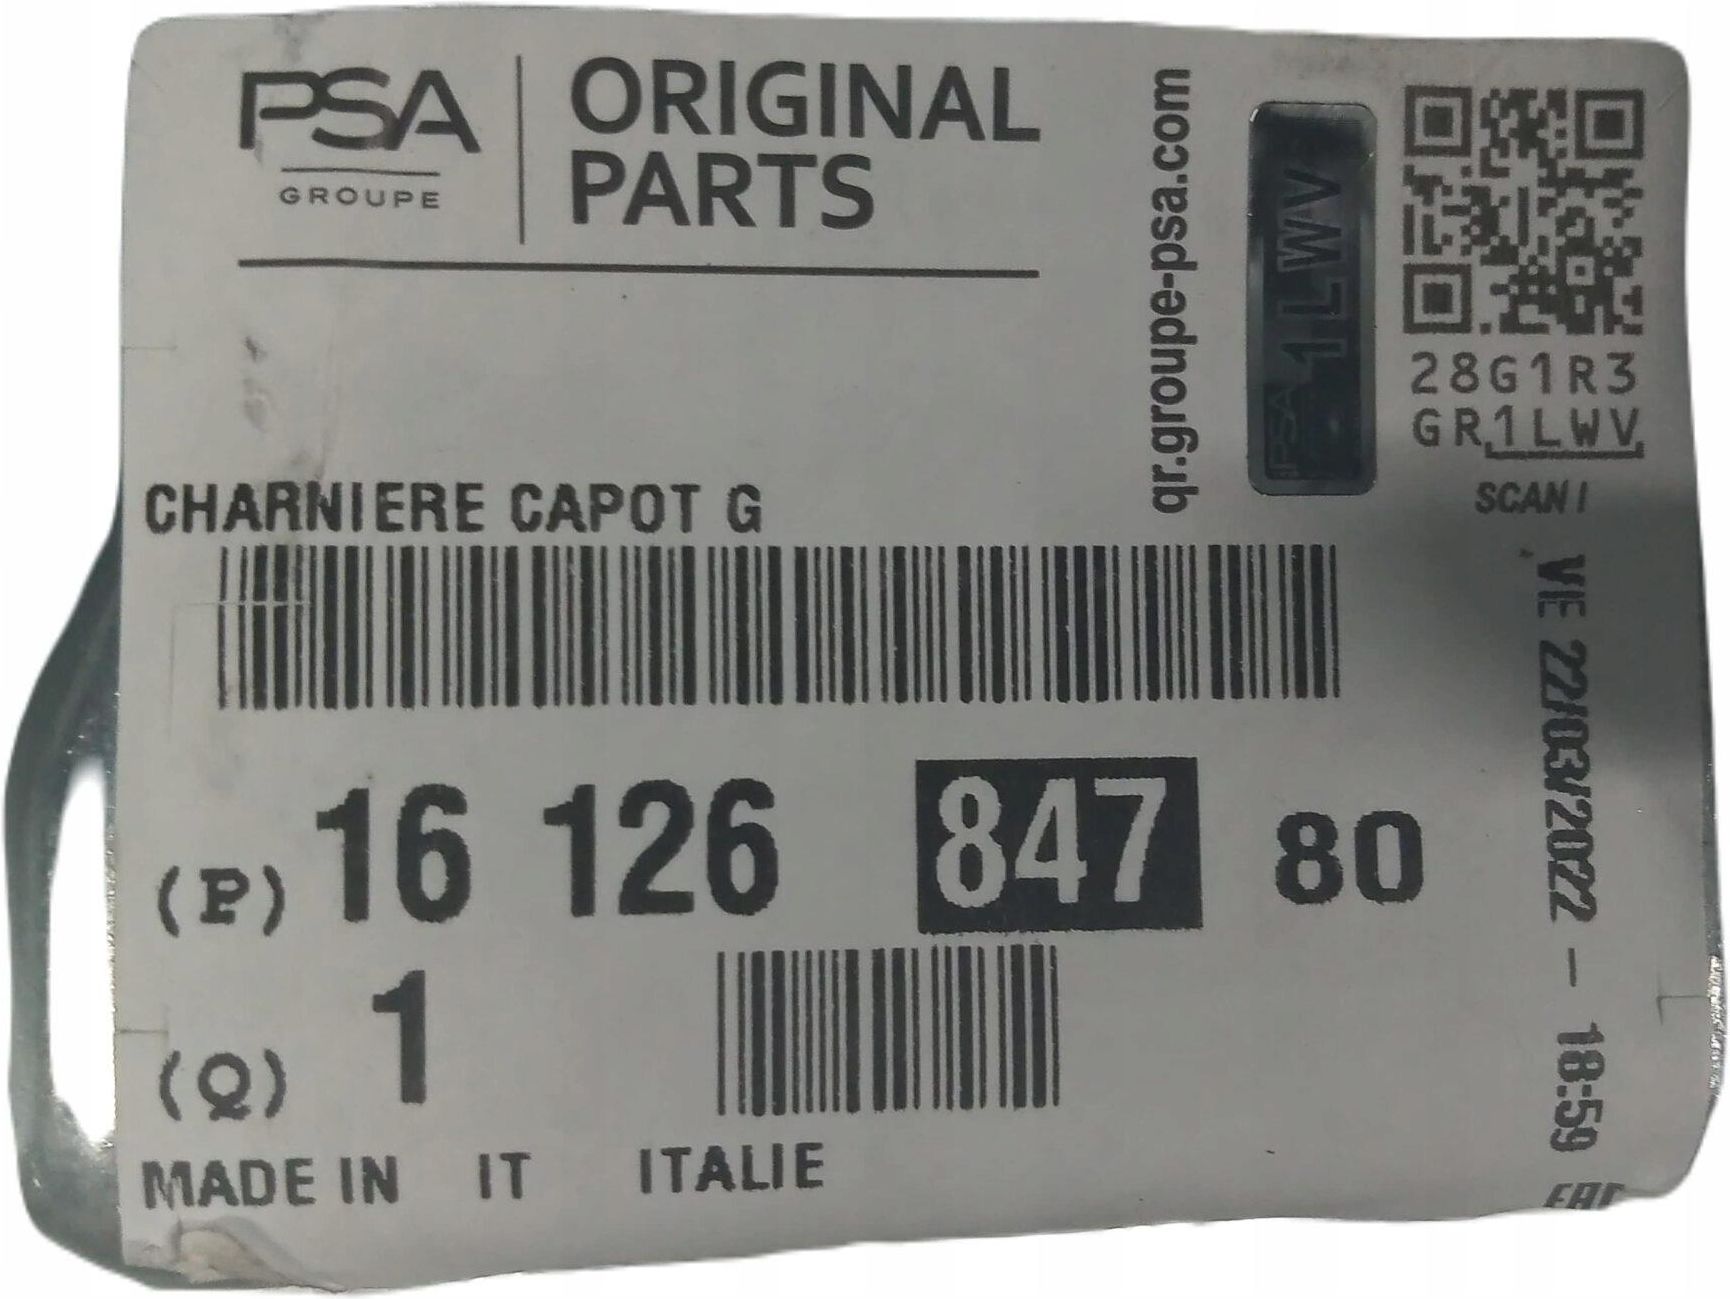 PSA
GROUPE
ORIGINAL
PARTS
qr.groupe-psa.com
PSA 1LWV
28G1R3
GR1LWV
SCAN
CHARNIERE CAPOT G
(P) 16 126 847 80
(Q) 1
MADE IN IT ITALIE
VE 22/03/2022 - 18:59